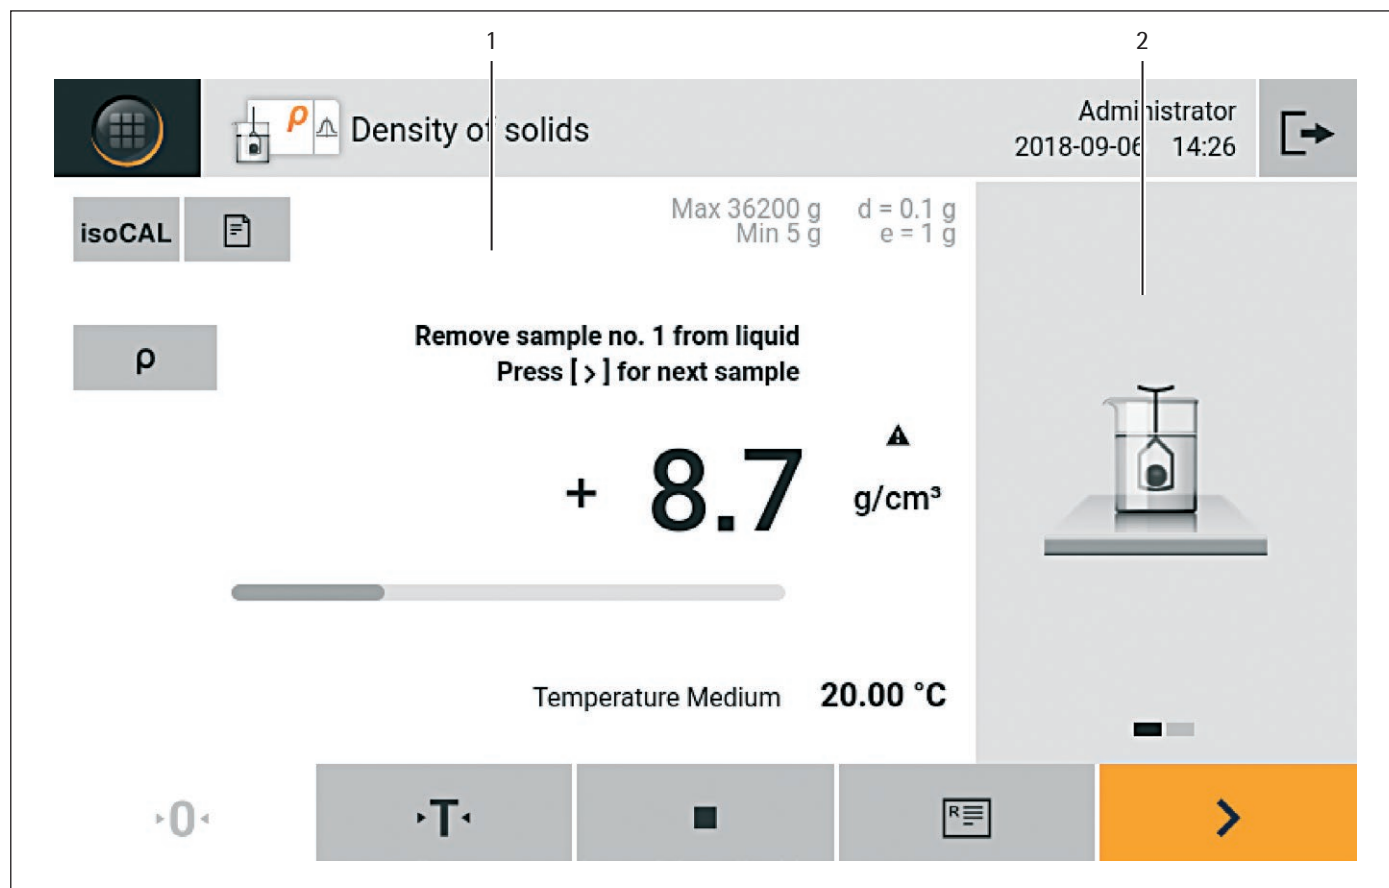 1 2
ρ Density of solids
Administrator
2018-09-06 14:26
isoCAL
Max 36200 g d = 0.1 g
Min 5 g e = 1 g
ρ
Remove sample no. 1 from liquid
Press [ > ] for next sample
+ 8.7 g/cm³
Temperature Medium 20.00 °C
0 T R >